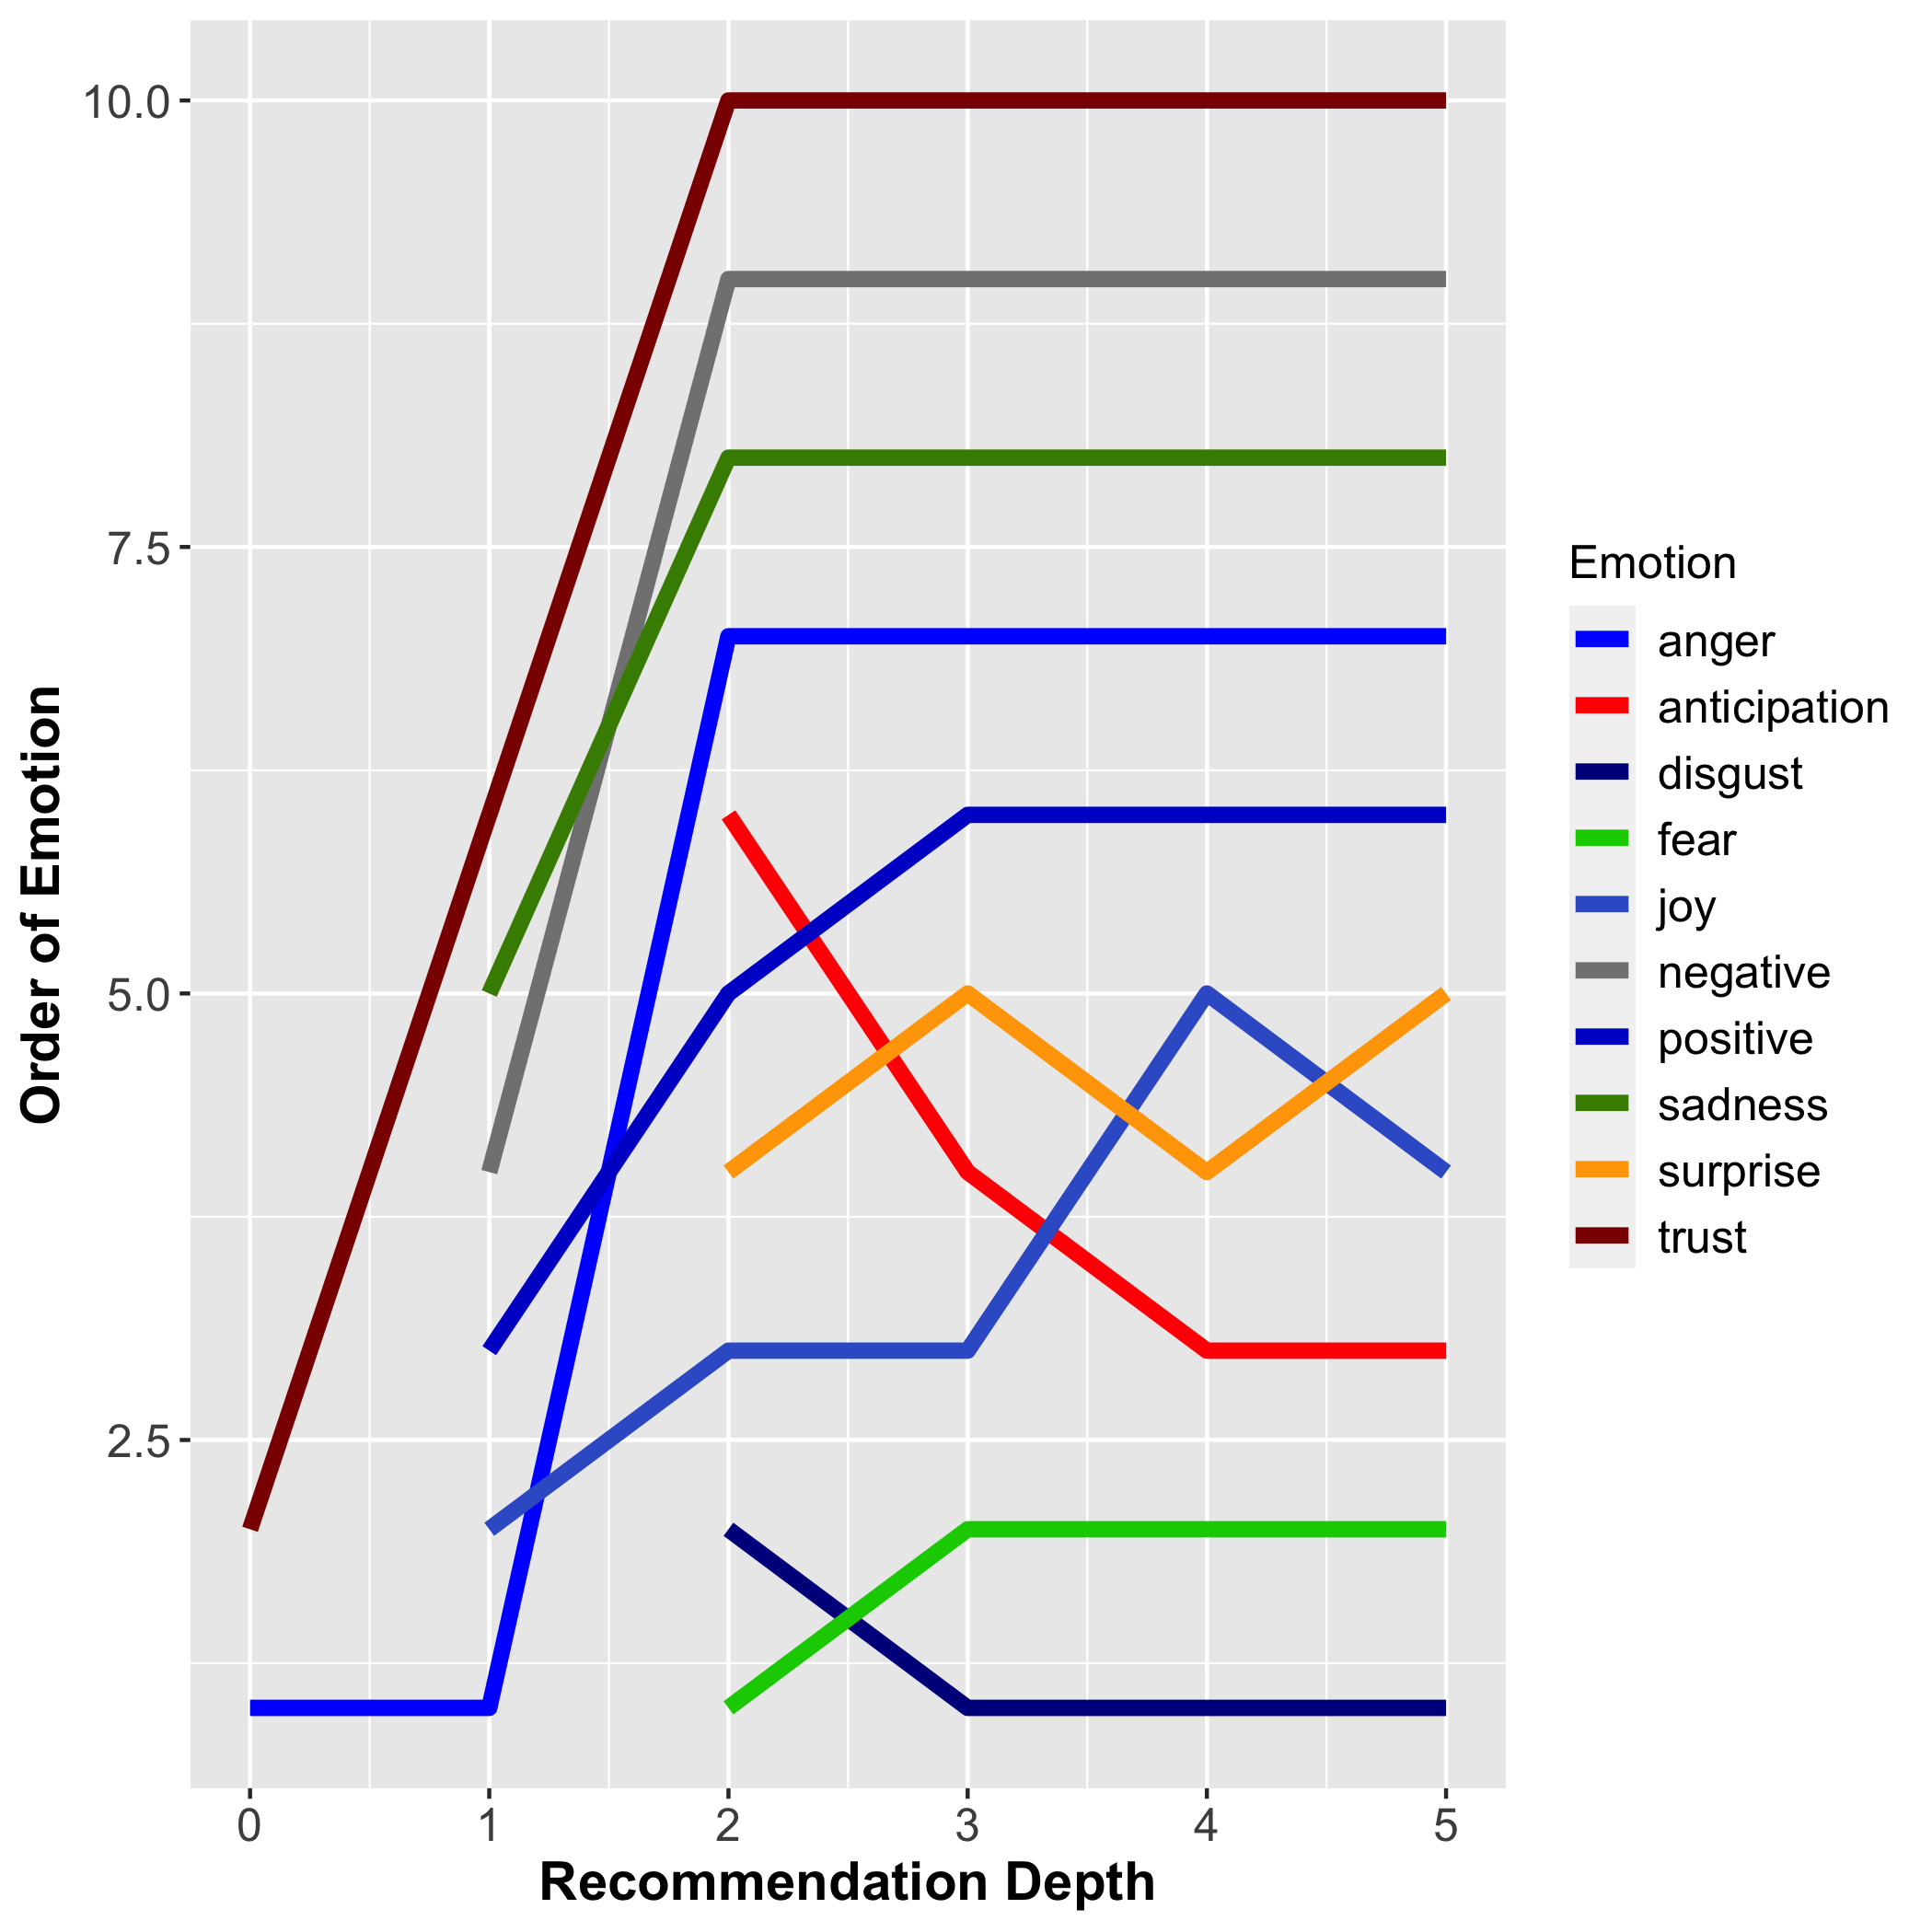 Order of Emotion
10.0
7.5
5.0
2.5
0 1 2 3 4 5
Recommendation Depth
Emotion
anger
anticipation
disgust
fear
joy
negative
positive
sadness
surprise
trust